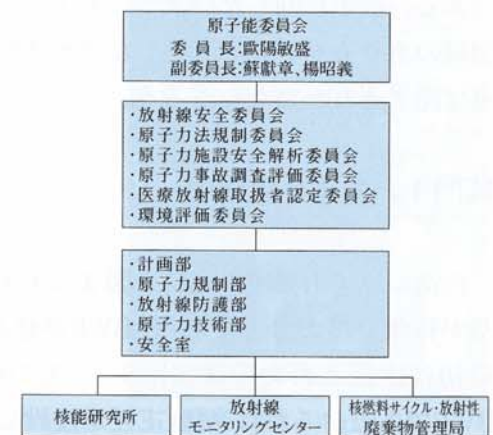 原子能委員会
委員長:歐陽敏盛
副委員長:蘇獻章、楊昭義
・放射線安全委員会
・原子力法規制委員会
・原子力施設安全解析委員会
・原子力事故調査評価委員会
・医療放射線取扱者認定委員会
・環境評価委員会
・計画部
・原子力規制部
・放射線防護部
・原子力技術部
・安全室
核能研究所
放射線
モニタリングセンター
核燃料サイクル・放射性
廃棄物管理局